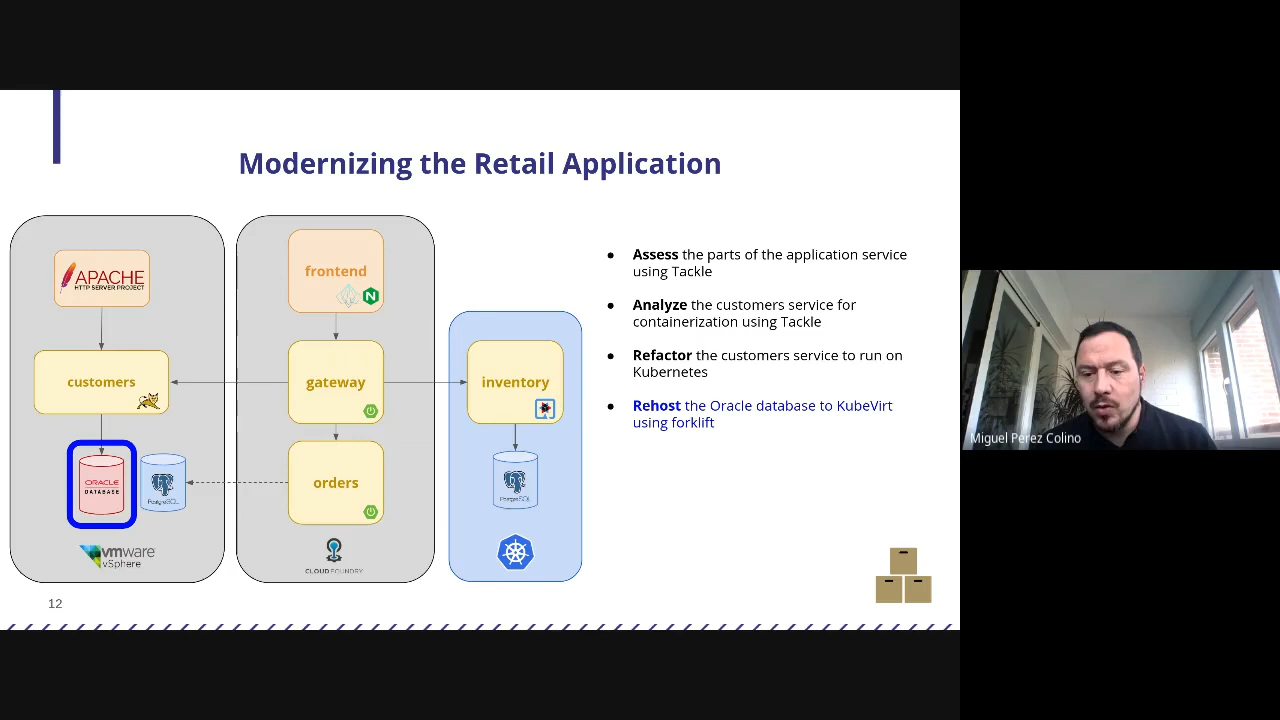 Modernizing the Retail Application
APACHE
HTTP SERVER PROJECT
customers
ORACLE
DATABASE
PostgreSQL
vmware
vSphere
frontend
N
gateway
orders
CLOUD FOUNDRY
inventory
PostgreSQL
● Assess the parts of the application service
using Tackle
● Analyze the customers service for
containerization using Tackle
● Refactor the customers service to run on
Kubernetes
● Rehost the Oracle database to KubeVirt
using forklift
12
Miguel Perez Colino